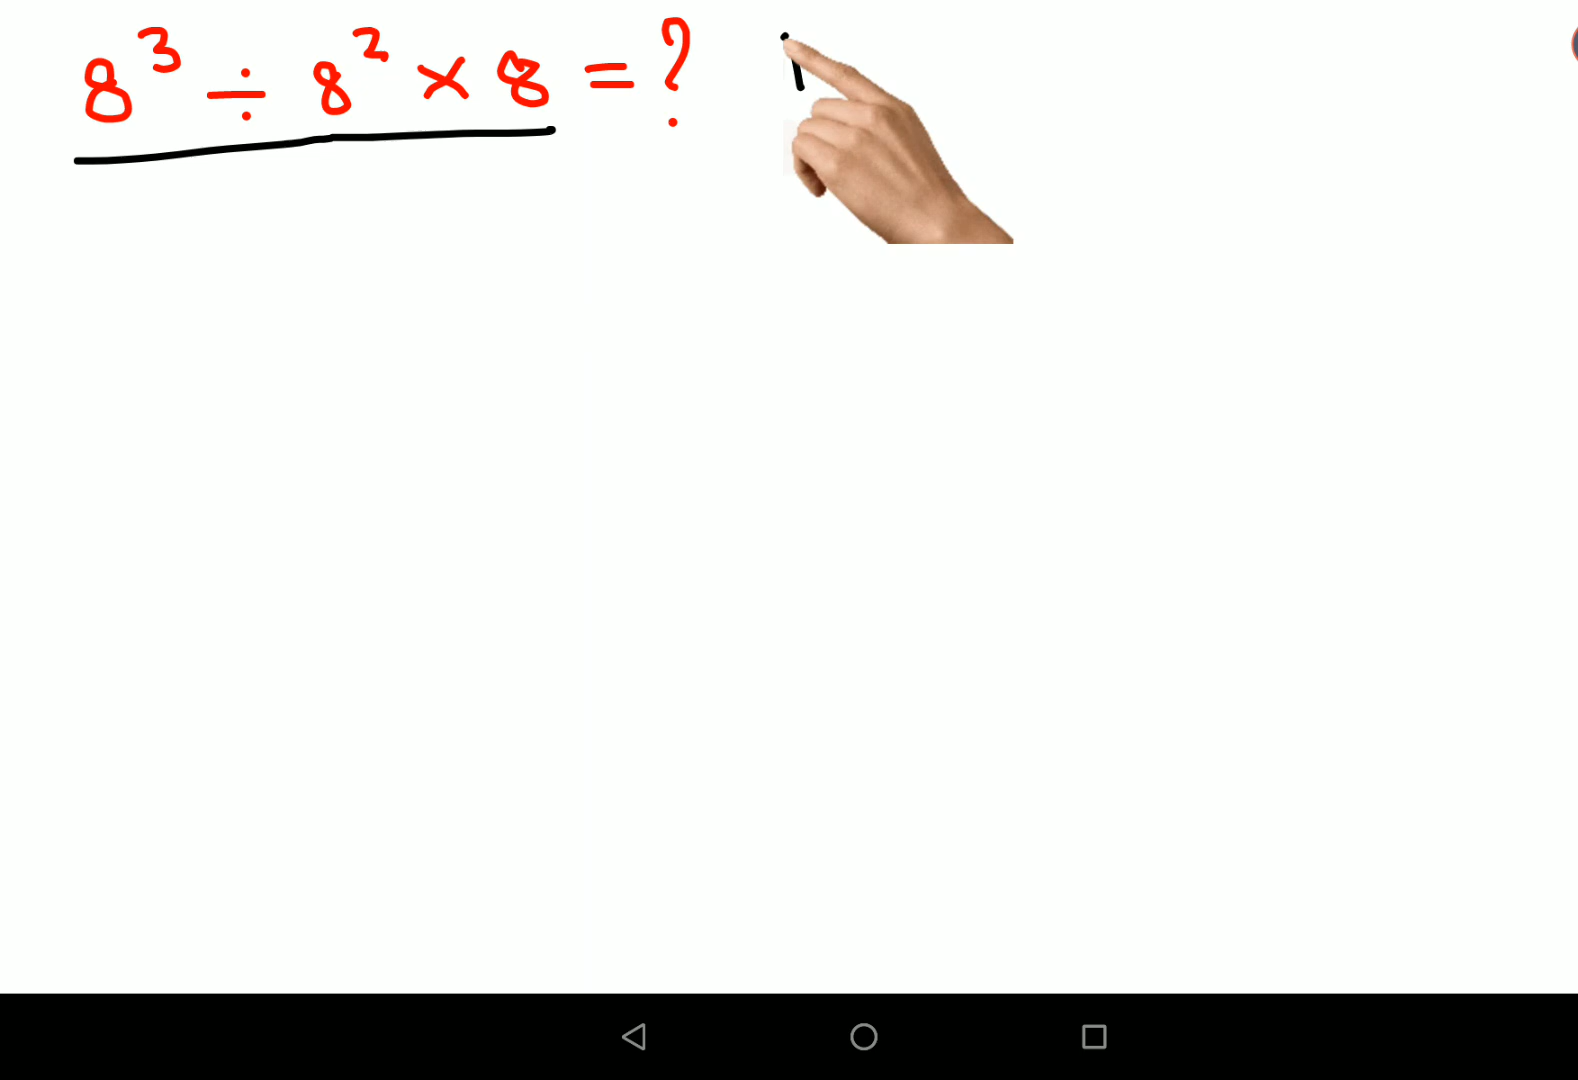 8³ ÷ 8² × 8 = ?